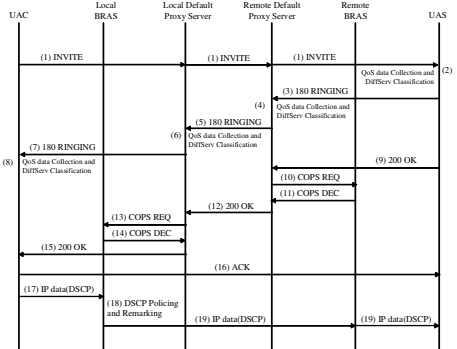 UAC
Local
BRAS
Local Default
Proxy Server
Remote Default
Proxy Server
Remote
BRAS
UAS
(1) INVITE
(1) INVITE
(1) INVITE
QoS data Collection and
DiffServ Classification
(2)
(3) 180 RINGING
(4)
QoS data Collection and
DiffServ Classification
(5) 180 RINGING
(6)
QoS data Collection and
DiffServ Classification
(7) 180 RINGING
(8)
QoS data Collection and
DiffServ Classification
(9) 200 OK
(10) COPS REQ
(11) COPS DEC
(12) 200 OK
(13) COPS REQ
(14) COPS DEC
(15) 200 OK
(16) ACK
(17) IP data(DSCP)
(18) DSCP Policing
and Remarking
(19) IP data(DSCP)
(19) IP data(DSCP)